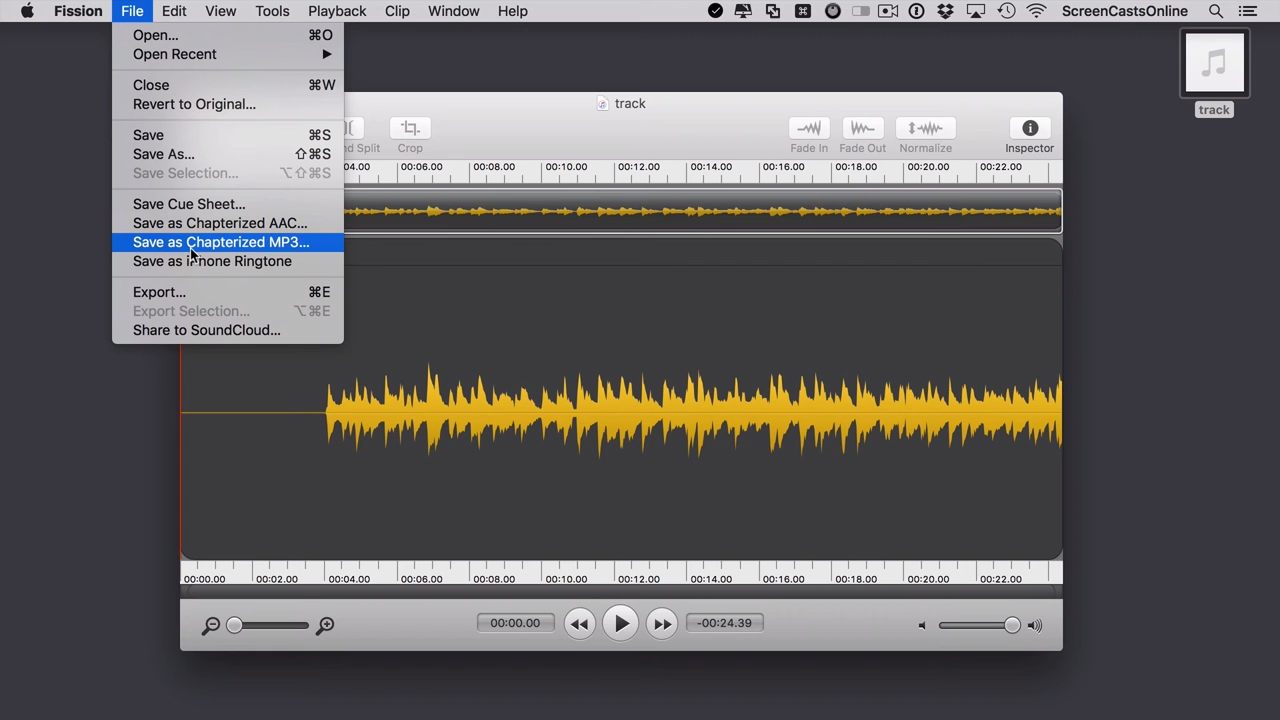 Fission File Edit View Tools Playback Clip Window Help ScreenCastsOnline
Open... ⌘O
Open Recent ▶
Close ⌘W
Revert to Original...
Save ⌘S
Save As... ⇧⌘S
Save Selection... ⌥⇧⌘S
Save Cue Sheet...
Save as Chapterized AAC...
Save as Chapterized MP3...
Save as iPhone Ringtone
Export... ⌘E
Export Selection... ⌥⌘E
Share to SoundCloud...
track
track
Split Crop Fade In Fade Out Normalize Inspector
04.00 00:06.00 00:08.00 00:10.00 00:12.00 00:14.00 00:16.00 00:18.00 00:20.00 00:22.00
00:00.00 00:02.00 00:04.00 00:06.00 00:08.00 00:10.00 00:12.00 00:14.00 00:16.00 00:18.00 00:20.00 00:22.00
00:00.00 -00:24.39